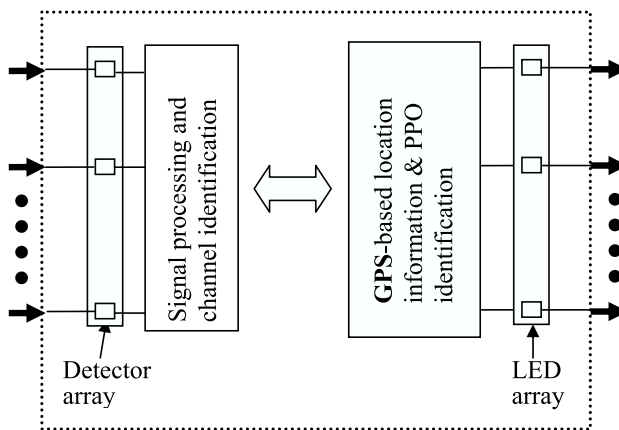 Signal processing and
channel identification
GPS-based location
information & PPO
identification
Detector
array
LED
array